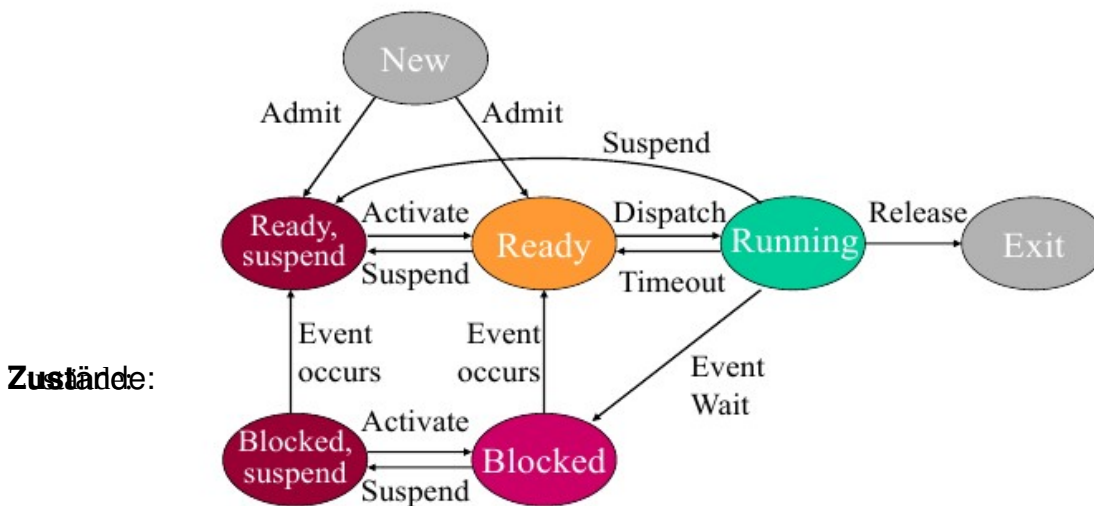 New
Admit
Admit
Suspend
Ready,
suspend
Activate
Suspend
Ready
Dispatch
Timeout
Running
Release
Exit
Event
occurs
Event
occurs
Event
Wait
Zustände:
Blocked,
suspend
Activate
Suspend
Blocked